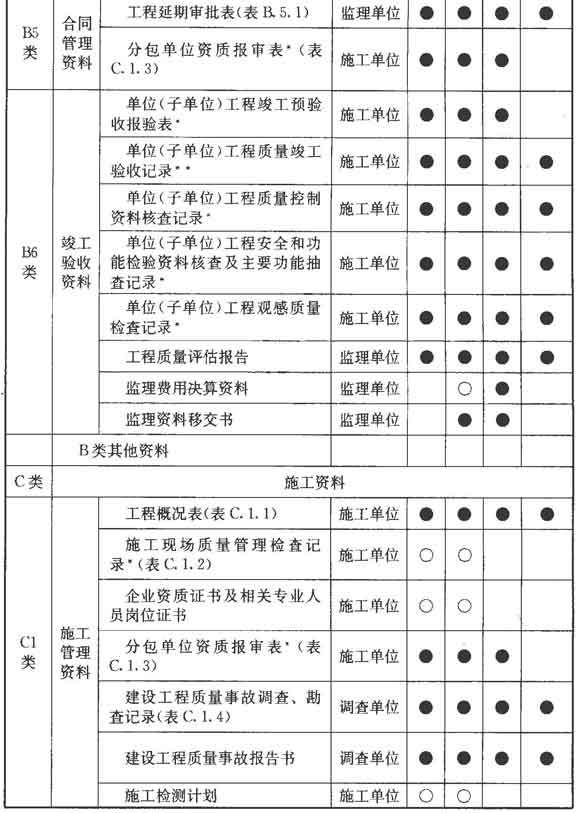 B5
类
合同
管理
资料
工程延期审批表(表 B.5.1)
监理单位
● ● ● ●
分包单位资质报审表*(表
C.1.3)
施工单位
● ● ●
B6
类
竣工
验收
资料
单位(子单位)工程竣工预验
收报验表*
施工单位
● ● ●
单位(子单位)工程质量竣工
验收记录**
施工单位
● ● ● ●
单位(子单位)工程质量控制
资料核查记录*
施工单位
● ● ● ●
单位(子单位)工程安全和功
能检验资料核查及主要功能抽
查记录*
施工单位
● ● ● ●
单位(子单位)工程观感质量
检查记录*
施工单位
● ● ● ●
工程质量评估报告
监理单位
● ● ● ●
监理费用决算资料
监理单位
○ ●
监理资料移交书
监理单位
● ●
B类其他资料
C类
施工资料
C1
类
施工
管理
资料
工程概况表(表 C.1.1)
施工单位
● ● ● ●
施工现场质量管理检查记
录*(表 C.1.2)
施工单位
○ ○
企业资质证书及相关专业人
员岗位证书
施工单位
○ ○
分包单位资质报审表*(表
C.1.3)
施工单位
● ● ●
建设工程质量事故调查、勘
查记录(表 C.1.4)
调查单位
● ● ● ●
建设工程质量事故报告书
调查单位
● ● ● ●
施工检测计划
施工单位
○ ○